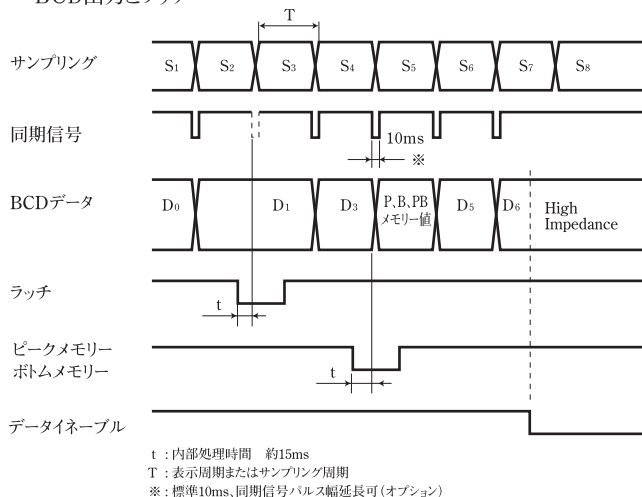 BCD出力とラッチ
T
サンプリング S1 S2 S3 S4 S5 S6 S7 S8
同期信号
10ms
※
BCDデータ D0 D1 D3 P、B、PB メモリー値 D5 D6 High Impedance
ラッチ
t
ピークメモリー
ボトムメモリー
t
データイネーブル
t : 内部処理時間 約15ms
T : 表示周期またはサンプリング周期
※ : 標準10ms、同期信号パルス幅延長可(オプション)